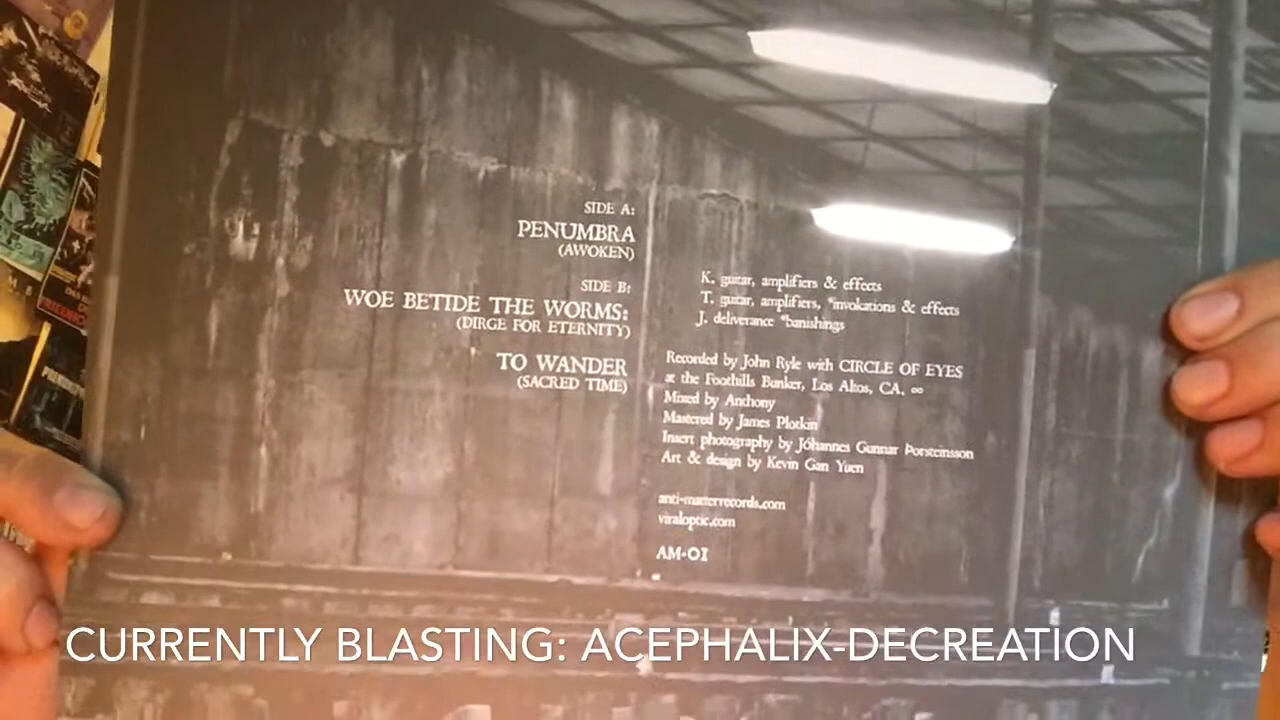 SIDE A:
PENUMBRA
(AWOKEN)
SIDE B:
WOE BETIDE THE WORMS:
(DIRGE FOR ETERNITY)
TO WANDER
(SACRED TIME)
K. guitar, amplifiers & effects
T. guitar, amplifiers, *invokations & effects
J. deliverance *banishings
Recorded by John Ryle with CIRCLE OF EYES
at the Foothills Bunker, Los Altos, CA. ∞
Mixed by Anthony
Mastered by James Plotkin
Insert photography by Jóhannes Gunnar Þorsteinsson
Art & design by Kevin Gan Yuen
anti-matterrecords.com
viraloptic.com
AM-01
CURRENTLY BLASTING: ACEPHALIX-DECREATION